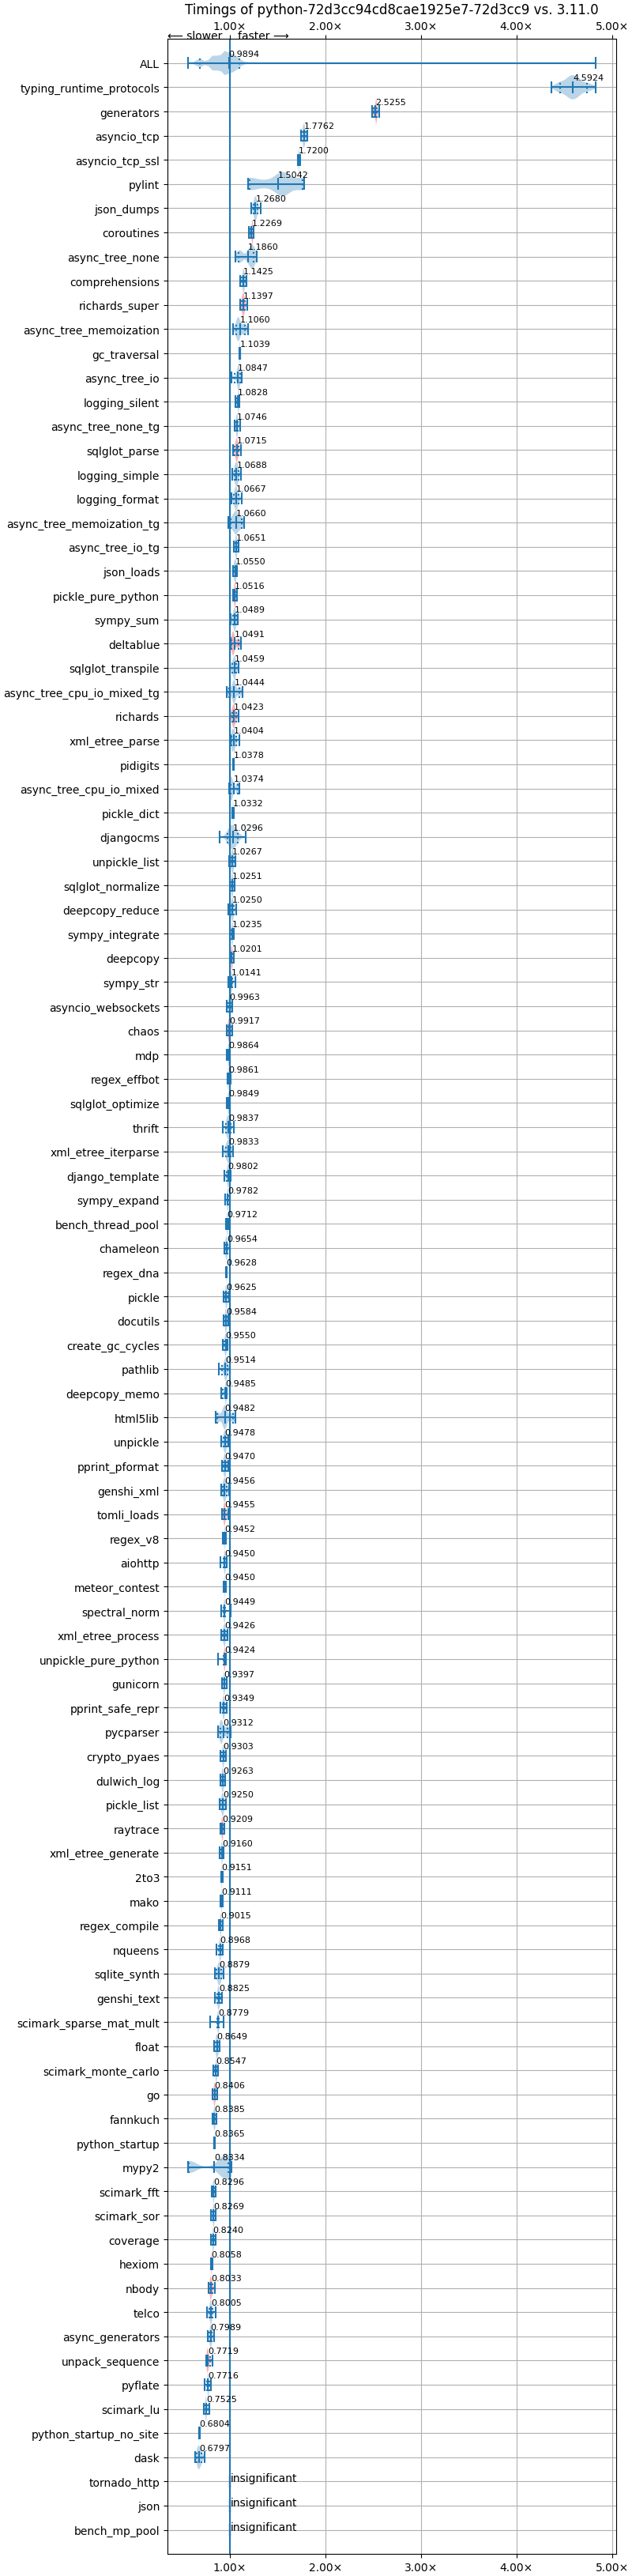 Timings of python-72d3cc94cd8cae1925e7-72d3cc9 vs. 3.11.0
1.00× 2.00× 3.00× 4.00× 5.00×
⟵ slower faster ⟶
ALL 0.9894
typing_runtime_protocols 4.5924
generators 2.5255
asyncio_tcp 1.7762
asyncio_tcp_ssl 1.7200
pylint 1.5042
json_dumps 1.2680
coroutines 1.2269
async_tree_none 1.1860
comprehensions 1.1425
richards_super 1.1397
async_tree_memoization 1.1060
gc_traversal 1.1039
async_tree_io 1.0847
logging_silent 1.0828
async_tree_none_tg 1.0746
sqlglot_parse 1.0715
logging_simple 1.0688
logging_format 1.0667
async_tree_memoization_tg 1.0660
async_tree_io_tg 1.0651
json_loads 1.0550
pickle_pure_python 1.0516
sympy_sum 1.0489
deltablue 1.0491
sqlglot_transpile 1.0459
async_tree_cpu_io_mixed_tg 1.0444
richards 1.0423
xml_etree_parse 1.0404
pidigits 1.0378
async_tree_cpu_io_mixed 1.0374
pickle_dict 1.0332
djangocms 1.0296
unpickle_list 1.0267
sqlglot_normalize 1.0251
deepcopy_reduce 1.0250
sympy_integrate 1.0235
deepcopy 1.0201
sympy_str 1.0141
asyncio_websockets 0.9963
chaos 0.9917
mdp 0.9864
regex_effbot 0.9861
sqlglot_optimize 0.9849
thrift 0.9837
xml_etree_iterparse 0.9833
django_template 0.9802
sympy_expand 0.9782
bench_thread_pool 0.9712
chameleon 0.9654
regex_dna 0.9628
pickle 0.9625
docutils 0.9584
create_gc_cycles 0.9550
pathlib 0.9514
deepcopy_memo 0.9485
html5lib 0.9482
unpickle 0.9478
pprint_pformat 0.9470
genshi_xml 0.9456
tomli_loads 0.9455
regex_v8 0.9452
aiohttp 0.9450
meteor_contest 0.9450
spectral_norm 0.9449
xml_etree_process 0.9426
unpickle_pure_python 0.9424
gunicorn 0.9397
pprint_safe_repr 0.9349
pycparser 0.9312
crypto_pyaes 0.9303
dulwich_log 0.9263
pickle_list 0.9250
raytrace 0.9209
xml_etree_generate 0.9160
2to3 0.9151
mako 0.9111
regex_compile 0.9015
nqueens 0.8968
sqlite_synth 0.8879
genshi_text 0.8825
scimark_sparse_mat_mult 0.8779
float 0.8649
scimark_monte_carlo 0.8547
go 0.8406
fannkuch 0.8385
python_startup 0.8365
mypy2 0.8334
scimark_fft 0.8296
scimark_sor 0.8269
coverage 0.8240
hexiom 0.8058
nbody 0.8033
telco 0.8005
async_generators 0.7989
unpack_sequence 0.7719
pyflate 0.7716
scimark_lu 0.7525
python_startup_no_site 0.6804
dask 0.6797
tornado_http insignificant
json insignificant
bench_mp_pool insignificant
1.00× 2.00× 3.00× 4.00× 5.00×